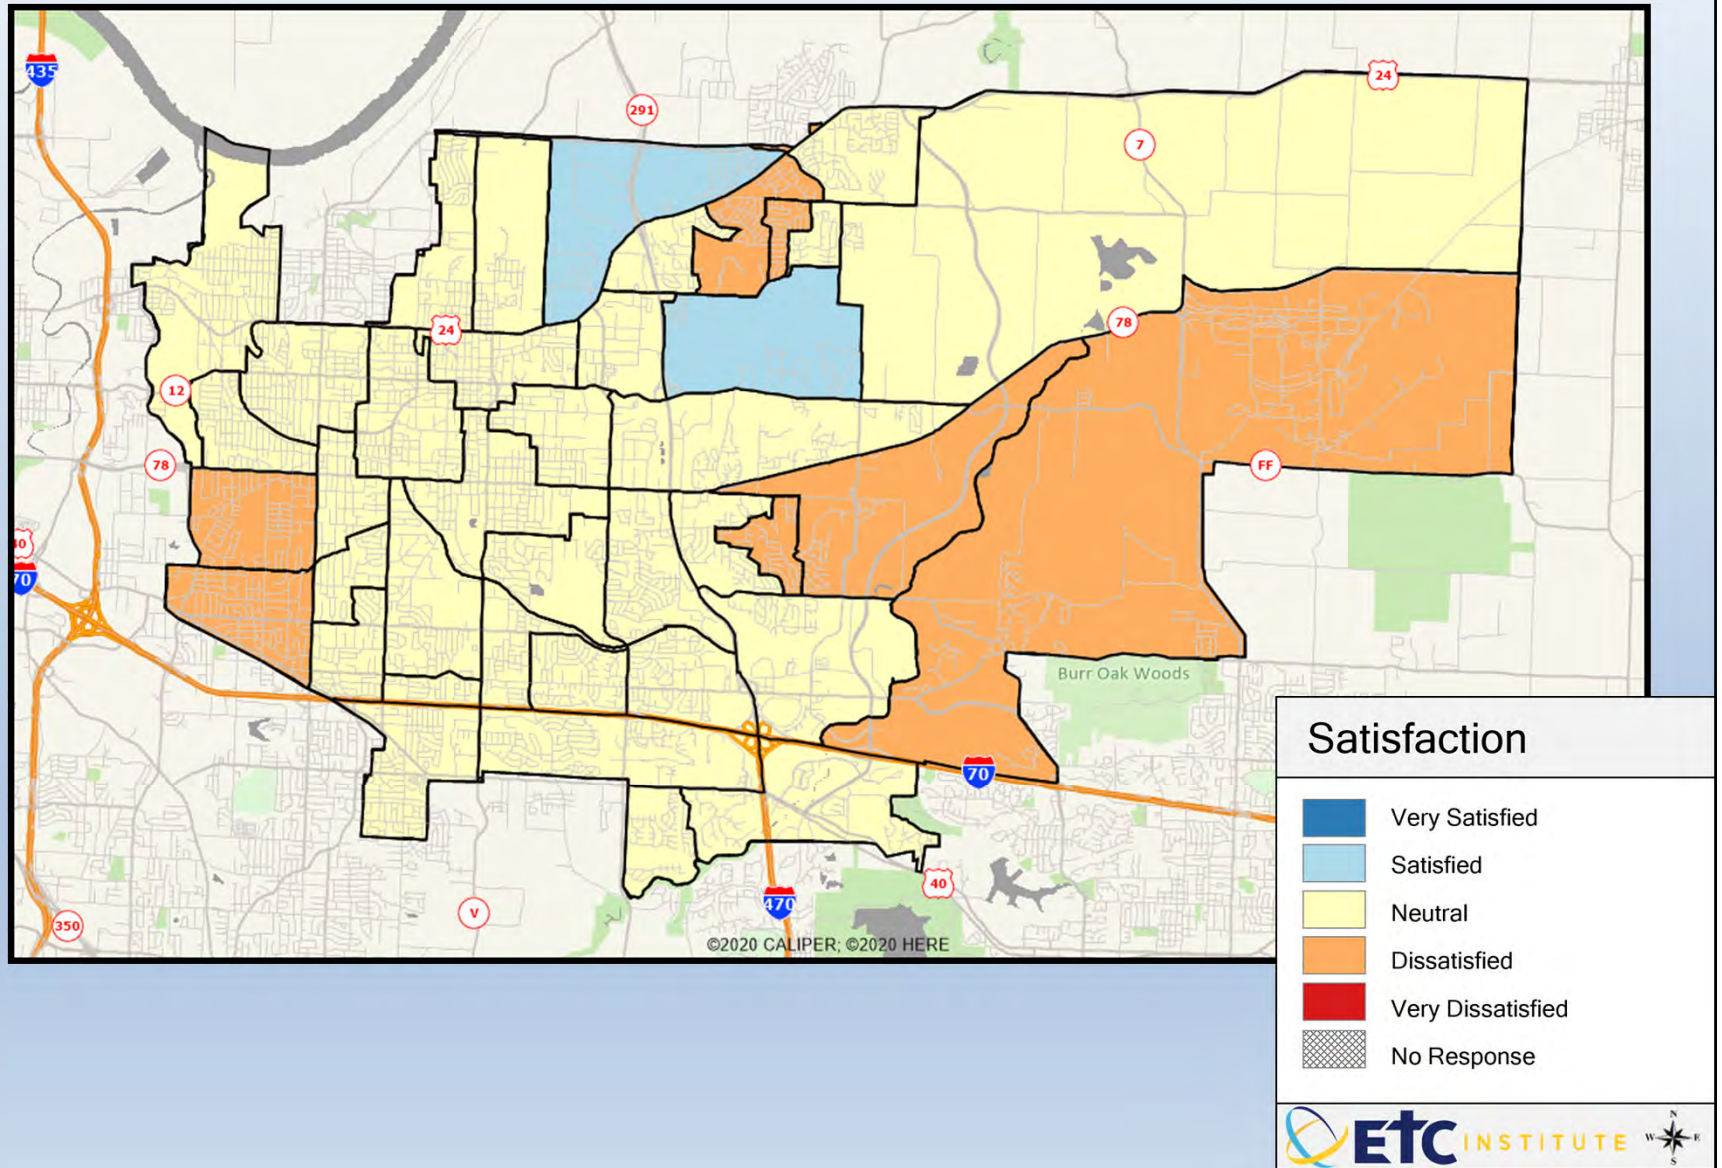 435
24
291
7
24
78
12
78
FF
40
70
Burr Oak Woods
70
40
470
V
350
©2020 CALIPER; ©2020 HERE
Satisfaction
Very Satisfied
Satisfied
Neutral
Dissatisfied
Very Dissatisfied
No Response
N
W E
S
ETC INSTITUTE